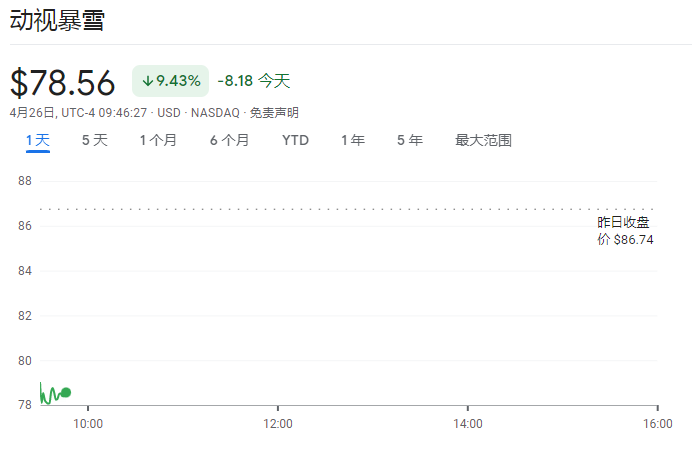 动视暴雪
$78.56 ↓9.43% -8.18 今天
4月26日, UTC-4 09:46:27 · USD · NASDAQ · 免责声明
1 天 5 天 1 个月 6 个月 YTD 1 年 5 年 最大范围
88
昨日收盘
86
价 $86.74
84
82
80
78
10:00 12:00 14:00 16:00